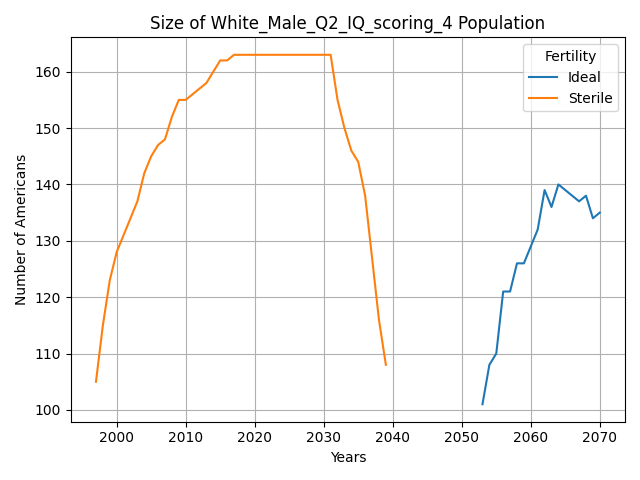 Size of White_Male_Q2_IQ_scoring_4 Population
Fertility
Ideal
Sterile
Number of Americans
160
150
140
130
120
110
100
2000 2010 2020 2030 2040 2050 2060 2070
Years